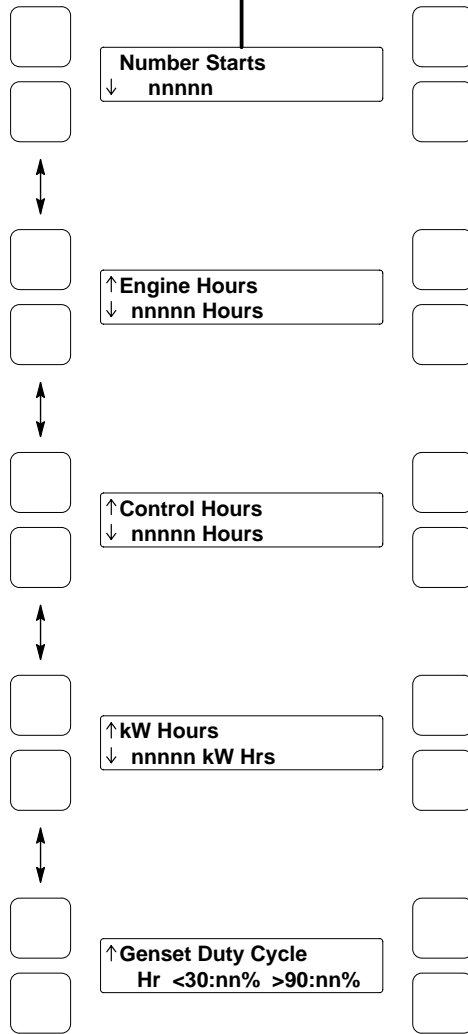 Number Starts
↓ nnnnn
↑Engine Hours
↓ nnnnn Hours
↑Control Hours
↓ nnnnn Hours
↑kW Hours
↓ nnnnn kW Hrs
↑Genset Duty Cycle
Hr <30:nn% >90:nn%